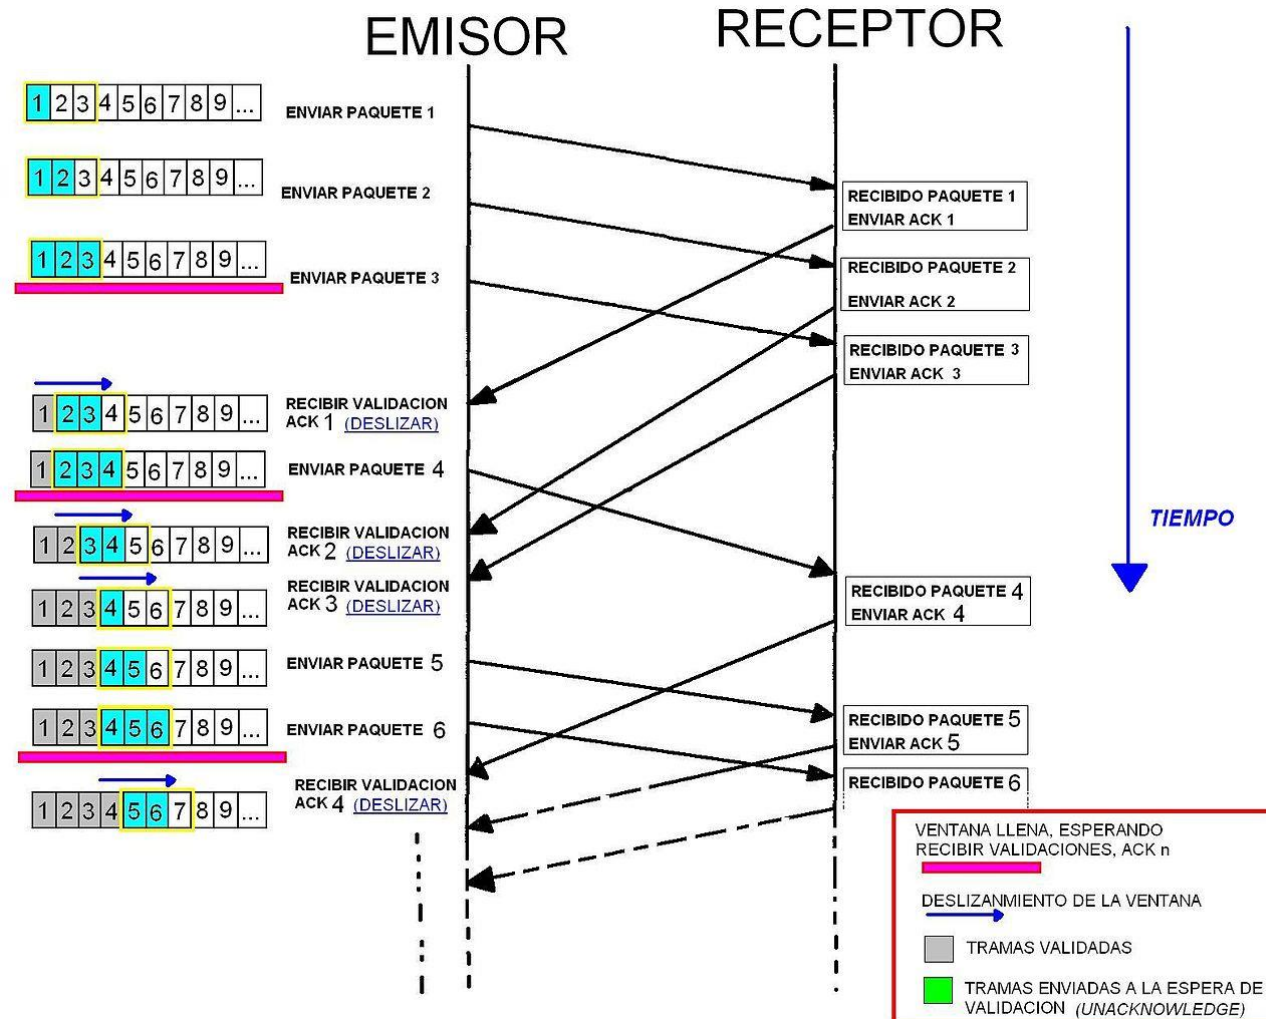 EMISOR
RECEPTOR
1 2 3 4 5 6 7 8 9 ...
ENVIAR PAQUETE 1
1 2 3 4 5 6 7 8 9 ...
ENVIAR PAQUETE 2
RECIBIDO PAQUETE 1
ENVIAR ACK 1
1 2 3 4 5 6 7 8 9 ...
ENVIAR PAQUETE 3
RECIBIDO PAQUETE 2
ENVIAR ACK 2
RECIBIDO PAQUETE 3
ENVIAR ACK 3
1 2 3 4 5 6 7 8 9 ...
RECIBIR VALIDACION
ACK 1 (DESLIZAR)
1 2 3 4 5 6 7 8 9 ...
ENVIAR PAQUETE 4
1 2 3 4 5 6 7 8 9 ...
RECIBIR VALIDACION
ACK 2 (DESLIZAR)
TIEMPO
1 2 3 4 5 6 7 8 9 ...
RECIBIR VALIDACION
ACK 3 (DESLIZAR)
RECIBIDO PAQUETE 4
ENVIAR ACK 4
1 2 3 4 5 6 7 8 9 ...
ENVIAR PAQUETE 5
1 2 3 4 5 6 7 8 9 ...
ENVIAR PAQUETE 6
RECIBIDO PAQUETE 5
ENVIAR ACK 5
RECIBIDO PAQUETE 6
1 2 3 4 5 6 7 8 9 ...
RECIBIR VALIDACION
ACK 4 (DESLIZAR)
VENTANA LLENA, ESPERANDO
RECIBIR VALIDACIONES, ACK n
DESLIZANMIENTO DE LA VENTANA
TRAMAS VALIDADAS
TRAMAS ENVIADAS A LA ESPERA DE
VALIDACION (UNACKNOWLEDGE)